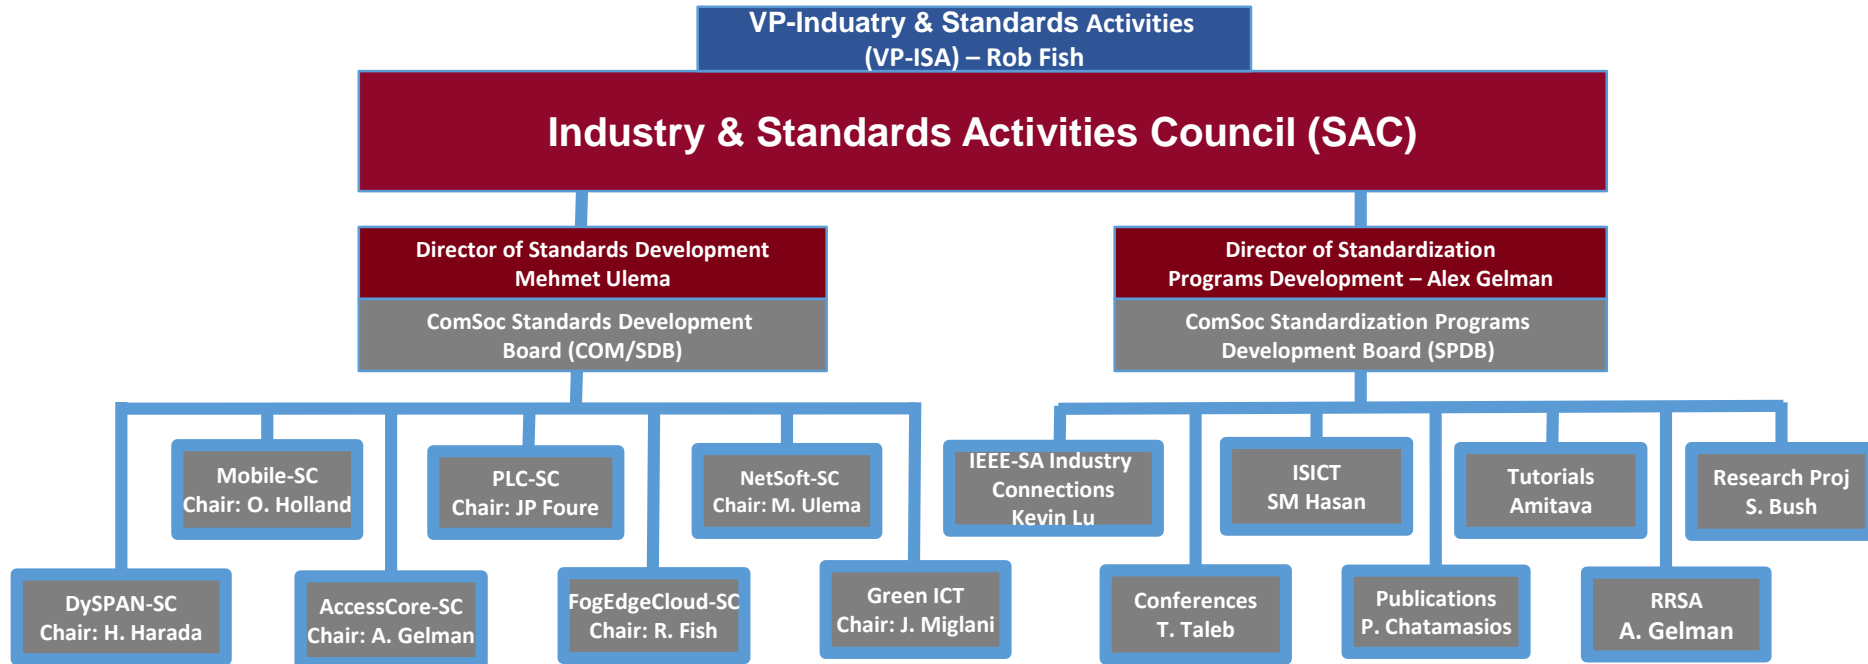 VP-Induatry & Standards Activities
(VP-ISA) – Rob Fish
Industry & Standards Activities Council (SAC)
Director of Standards Development
Mehmet Ulema
ComSoc Standards Development
Board (COM/SDB)
Director of Standardization
Programs Development – Alex Gelman
ComSoc Standardization Programs
Development Board (SPDB)
Mobile-SC
Chair: O. Holland
PLC-SC
Chair: JP Foure
NetSoft-SC
Chair: M. Ulema
IEEE-SA Industry
Connections
Kevin Lu
ISICT
SM Hasan
Tutorials
Amitava
Research Proj
S. Bush
DySPAN-SC
Chair: H. Harada
AccessCore-SC
Chair: A. Gelman
FogEdgeCloud-SC
Chair: R. Fish
Green ICT
Chair: J. Miglani
Conferences
T. Taleb
Publications
P. Chatamasios
RRSA
A. Gelman